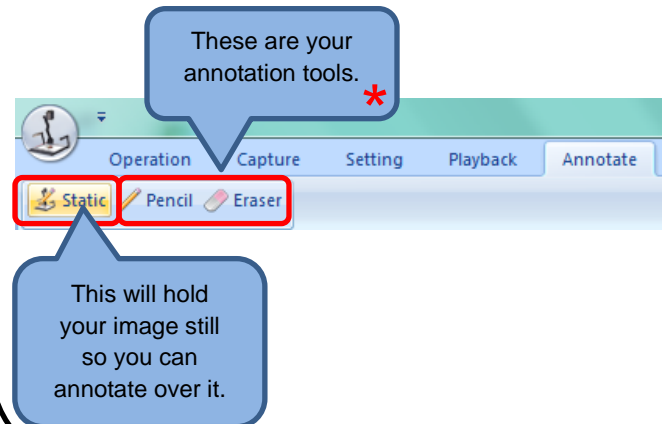 These are your
annotation tools.
*
Operation Capture Setting Playback Annotate
Static Pencil Eraser
This will hold
your image still
so you can
annotate over it.